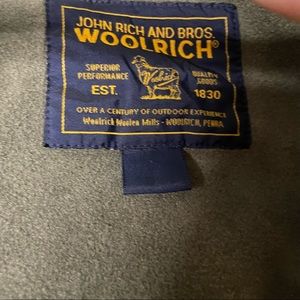 JOHN RICH AND BROS.
WOOLRICH®
SUPERIOR PERFORMANCE
Woolrich
QUALITY GOODS
EST. 1830
OVER A CENTURY OF OUTDOOR EXPERIENCE
Woolrich Woolen Mills - WOOLRICH, PENNA